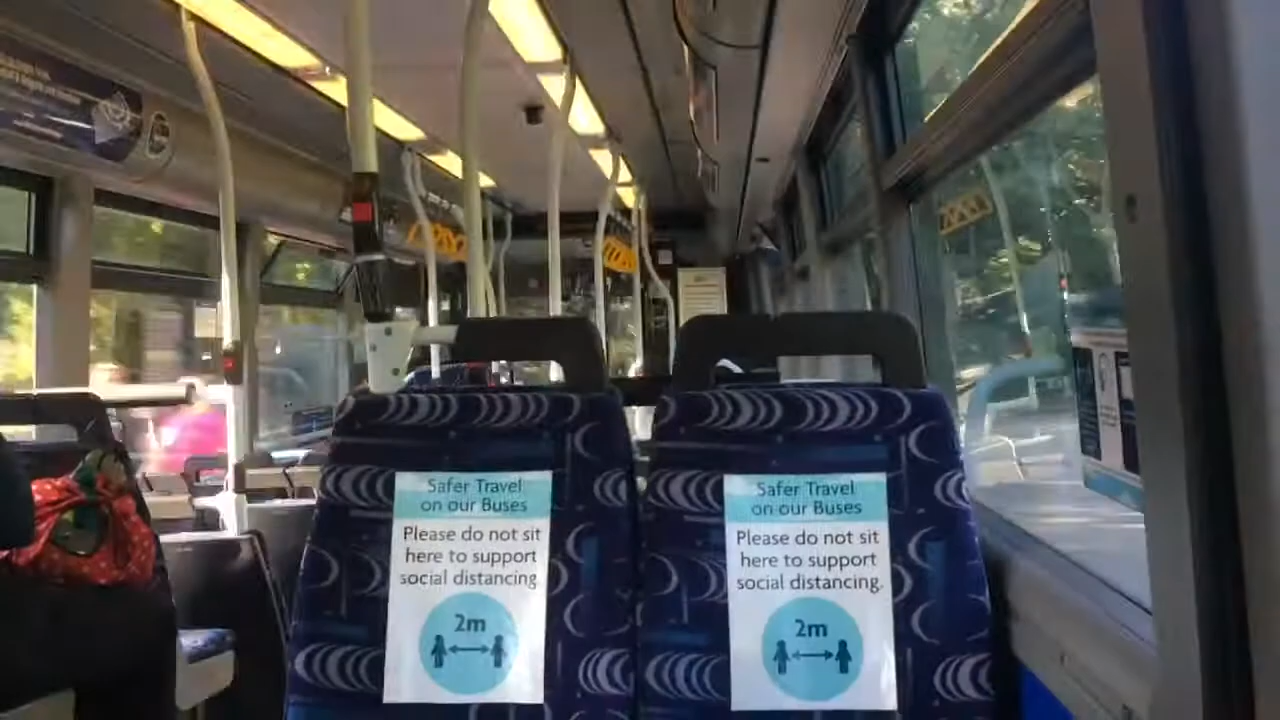 Safer Travel
on our Buses
Please do not sit
here to support
social distancing
2m
Safer Travel
on our Buses
Please do not sit
here to support
social distancing.
2m